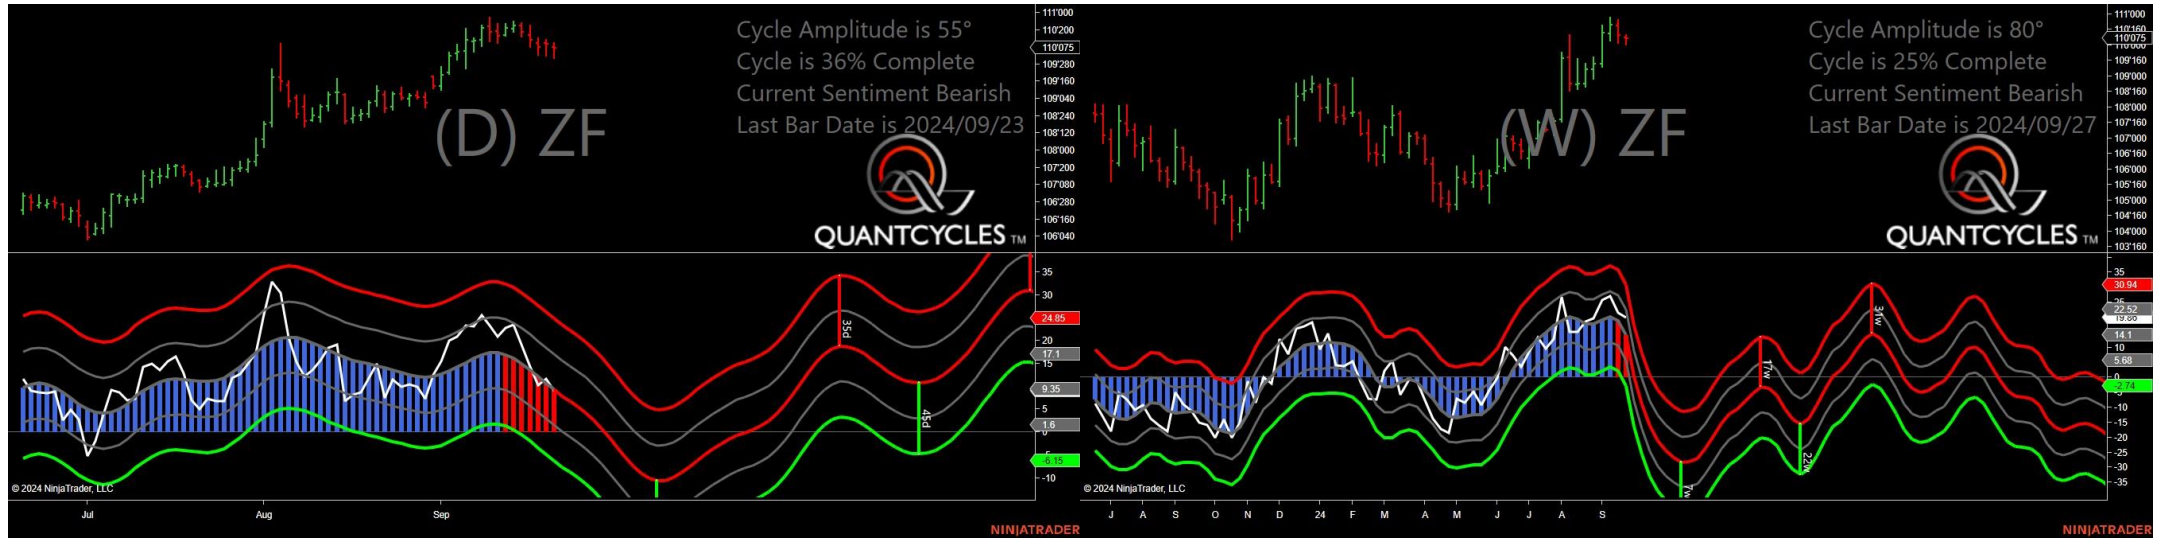 Cycle Amplitude is 55°
Cycle is 36% Complete
Current Sentiment Bearish
Last Bar Date is 2024/09/23
(D) ZF
QUANTCYCLES TM
111'000
110'200
110'075
109'280
109'160
109'040
108'240
108'120
108'000
107'200
107'080
106'280
106'160
106'040
35
30
24.85
20
17.1
15
9.35
5
1.6
0
-6.15
-10
35d
45d
© 2024 NinjaTrader, LLC
Jul
Aug
Sep
NINJATRADER
Cycle Amplitude is 80°
Cycle is 25% Complete
Current Sentiment Bearish
Last Bar Date is 2024/09/27
(W) ZF
QUANTCYCLES TM
111'000
110'160
110'075
109'160
109'000
108'160
108'000
107'160
107'000
106'160
106'000
105'160
105'000
104'160
104'000
103'160
35
30.94
22.52
19.86
14.1
10
5.68
0
-2.74
-10
-15
-20
-25
-30
-35
7w
17w
22w
31w
© 2024 NinjaTrader, LLC
J A S O N D 24 F M A M J J A S
NINJATRADER